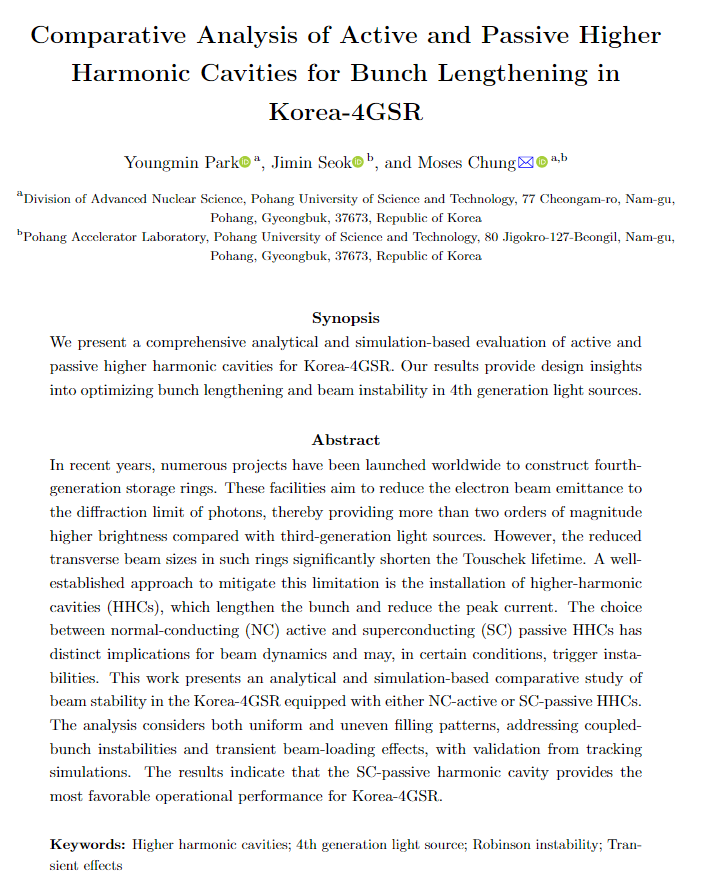 Comparative Analysis of Active and Passive Higher
Harmonic Cavities for Bunch Lengthening in
Korea-4GSR
Youngmin Park a, Jimin Seok b, and Moses Chung a,b
aDivision of Advanced Nuclear Science, Pohang University of Science and Technology, 77 Cheongam-ro, Nam-gu,
Pohang, Gyeongbuk, 37673, Republic of Korea
bPohang Accelerator Laboratory, Pohang University of Science and Technology, 80 Jigokro-127-Beongil, Nam-gu,
Pohang, Gyeongbuk, 37673, Republic of Korea
Synopsis
We present a comprehensive analytical and simulation-based evaluation of active and
passive higher harmonic cavities for Korea-4GSR. Our results provide design insights
into optimizing bunch lengthening and beam instability in 4th generation light sources.
Abstract
In recent years, numerous projects have been launched worldwide to construct fourth-
generation storage rings. These facilities aim to reduce the electron beam emittance to
the diffraction limit of photons, thereby providing more than two orders of magnitude
higher brightness compared with third-generation light sources. However, the reduced
transverse beam sizes in such rings significantly shorten the Touschek lifetime. A well-
established approach to mitigate this limitation is the installation of higher-harmonic
cavities (HHCs), which lengthen the bunch and reduce the peak current. The choice
between normal-conducting (NC) active and superconducting (SC) passive HHCs has
distinct implications for beam dynamics and may, in certain conditions, trigger insta-
bilities. This work presents an analytical and simulation-based comparative study of
beam stability in the Korea-4GSR equipped with either NC-active or SC-passive HHCs.
The analysis considers both uniform and uneven filling patterns, addressing coupled-
bunch instabilities and transient beam-loading effects, with validation from tracking
simulations. The results indicate that the SC-passive harmonic cavity provides the
most favorable operational performance for Korea-4GSR.
Keywords: Higher harmonic cavities; 4th generation light source; Robinson instability; Tran-
sient effects